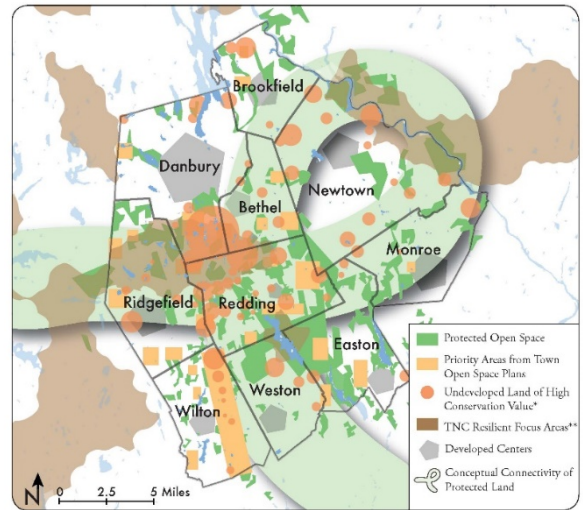 Brookfield
Danbury
Newtown
Bethel
Monroe
Ridgefield
Redding
Easton
Weston
Wilton
Protected Open Space
Priority Areas from Town
Open Space Plans
Undeveloped Land of High
Conservation Value*
TNC Resilient Focus Areas**
Developed Centers
Conceptual Connectivity of
Protected Land
N
0 2.5 5 Miles